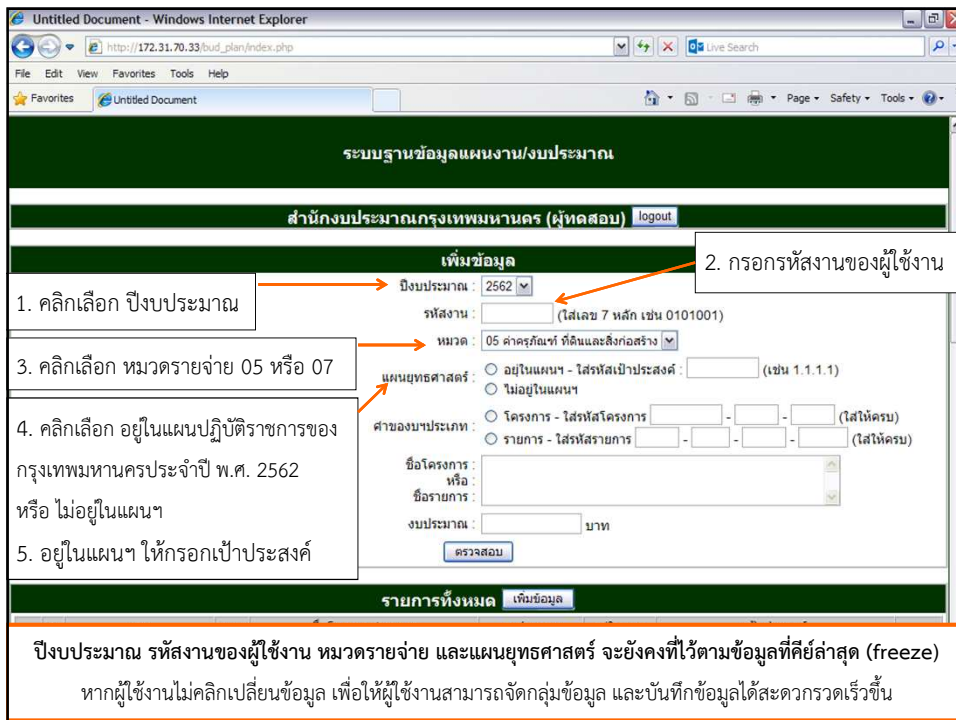 Untitled Document - Windows Internet Explorer
http://172.31.70.33/bud_plan/index.php
Live Search
File Edit View Favorites Tools Help
Favorites Untitled Document Page Safety Tools
ระบบฐานข้อมูลแผนงาน/งบประมาณ
สำนักงบประมาณกรุงเทพมหานคร (ผู้ทดสอบ) logout
เพิ่มข้อมูล
2. กรอกรหัสงานของผู้ใช้งาน
1. คลิกเลือก ปีงบประมาณ
ปีงบประมาณ : 2562
รหัสงาน : (ใส่เลข 7 หลัก เช่น 0101001)
3. คลิกเลือก หมวดรายจ่าย 05 หรือ 07
หมวด : 05 ค่าครุภัณฑ์ ที่ดินและสิ่งก่อสร้าง
แผนยุทธศาสตร์ : อยู่ในแผนฯ - ใส่รหัสเป้าประสงค์ : (เช่น 1.1.1.1)
ไม่อยู่ในแผนฯ
4. คลิกเลือก อยู่ในแผนปฏิบัติราชการของ
กรุงเทพมหานครประจำปี พ.ศ. 2562
หรือ ไม่อยู่ในแผนฯ
5. อยู่ในแผนฯ ให้กรอกเป้าประสงค์
คำของบฯประเภท : โครงการ - ใส่รหัสโครงการ - - (ใส่ให้ครบ)
รายการ - ใส่รหัสรายการ - - - (ใส่ให้ครบ)
ชื่อโครงการ :
หรือ :
ชื่อรายการ :
งบประมาณ : บาท
ตรวจสอบ
รายการทั้งหมด เพิ่มข้อมูล
ปีงบประมาณ รหัสงานของผู้ใช้งาน หมวดรายจ่าย และแผนยุทธศาสตร์ จะยังคงที่ไว้ตามข้อมูลที่คีย์ล่าสุด (freeze)
หากผู้ใช้งานไม่คลิกเปลี่ยนข้อมูล เพื่อให้ผู้ใช้งานสามารถจัดกลุ่มข้อมูล และบันทึกข้อมูลได้สะดวกรวดเร็วขึ้น